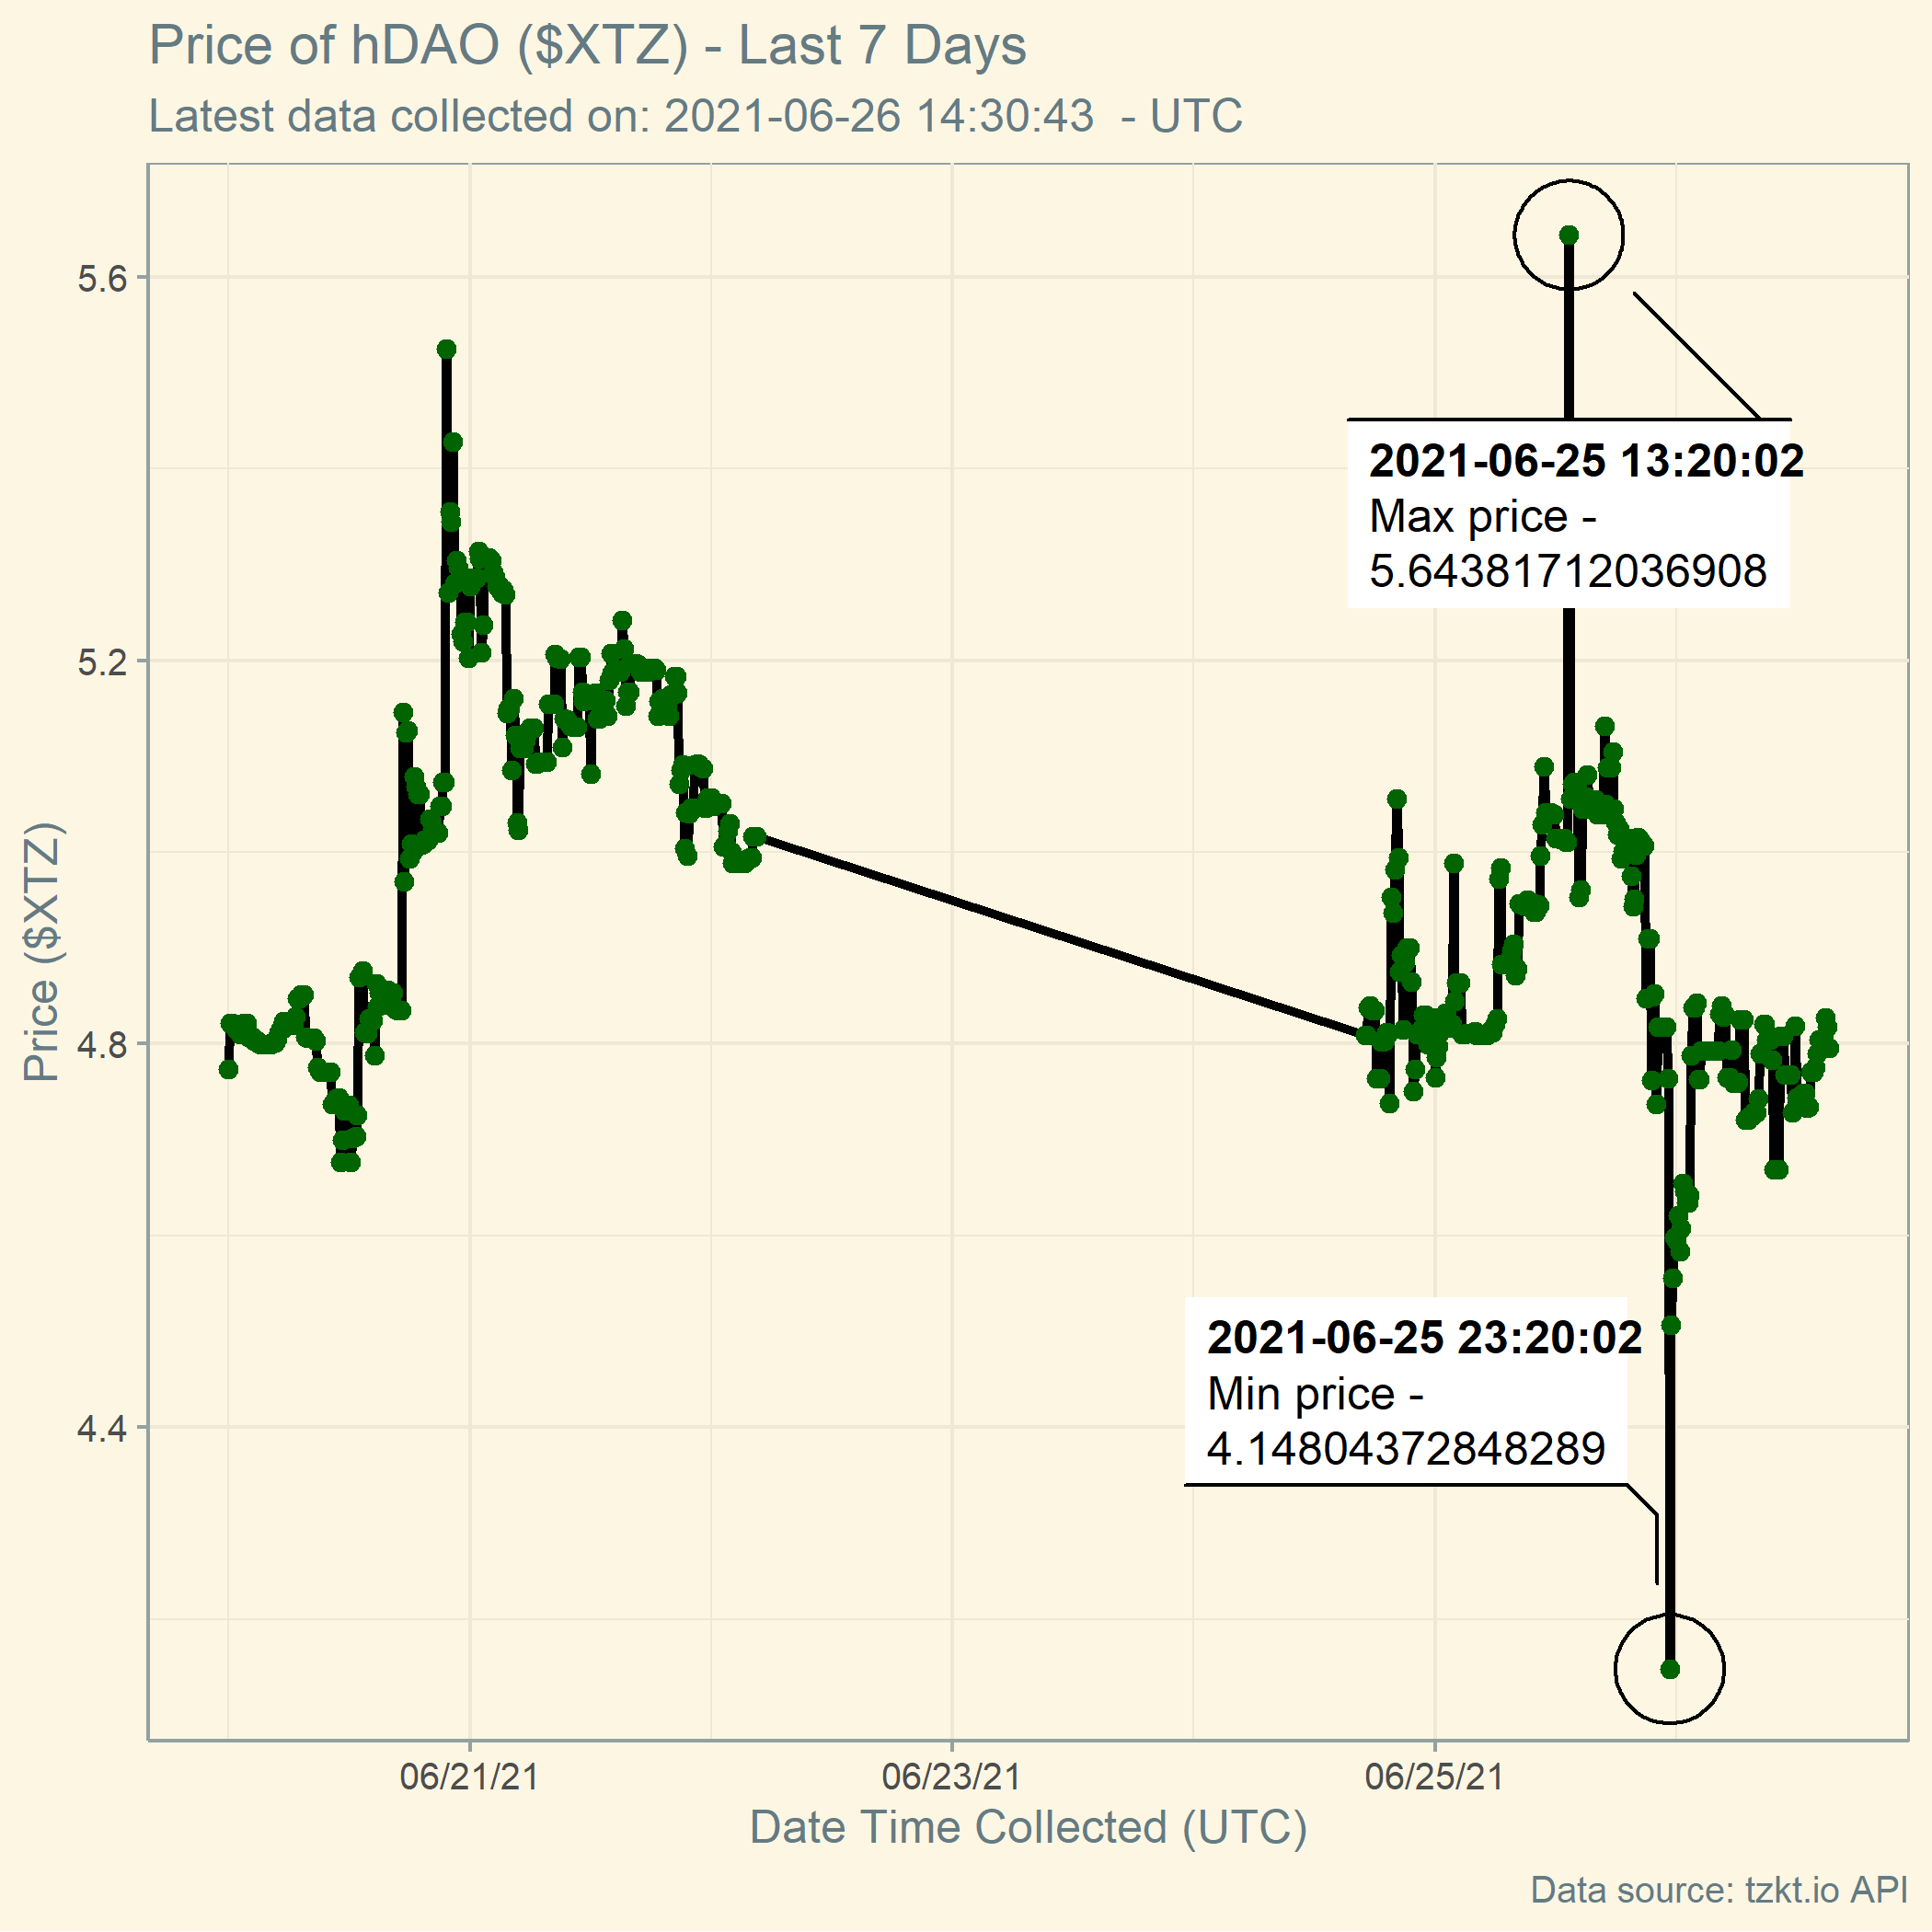 Price of hDAO ($XTZ) - Last 7 Days
Latest data collected on: 2021-06-26 14:30:43  - UTC
5.6
5.2
4.8
4.4
Price ($XTZ)
2021-06-25 13:20:02
Max price -
5.64381712036908
2021-06-25 23:20:02
Min price -
4.14804372848289
06/21/21
06/23/21
06/25/21
Date Time Collected (UTC)
Data source: tzkt.io API